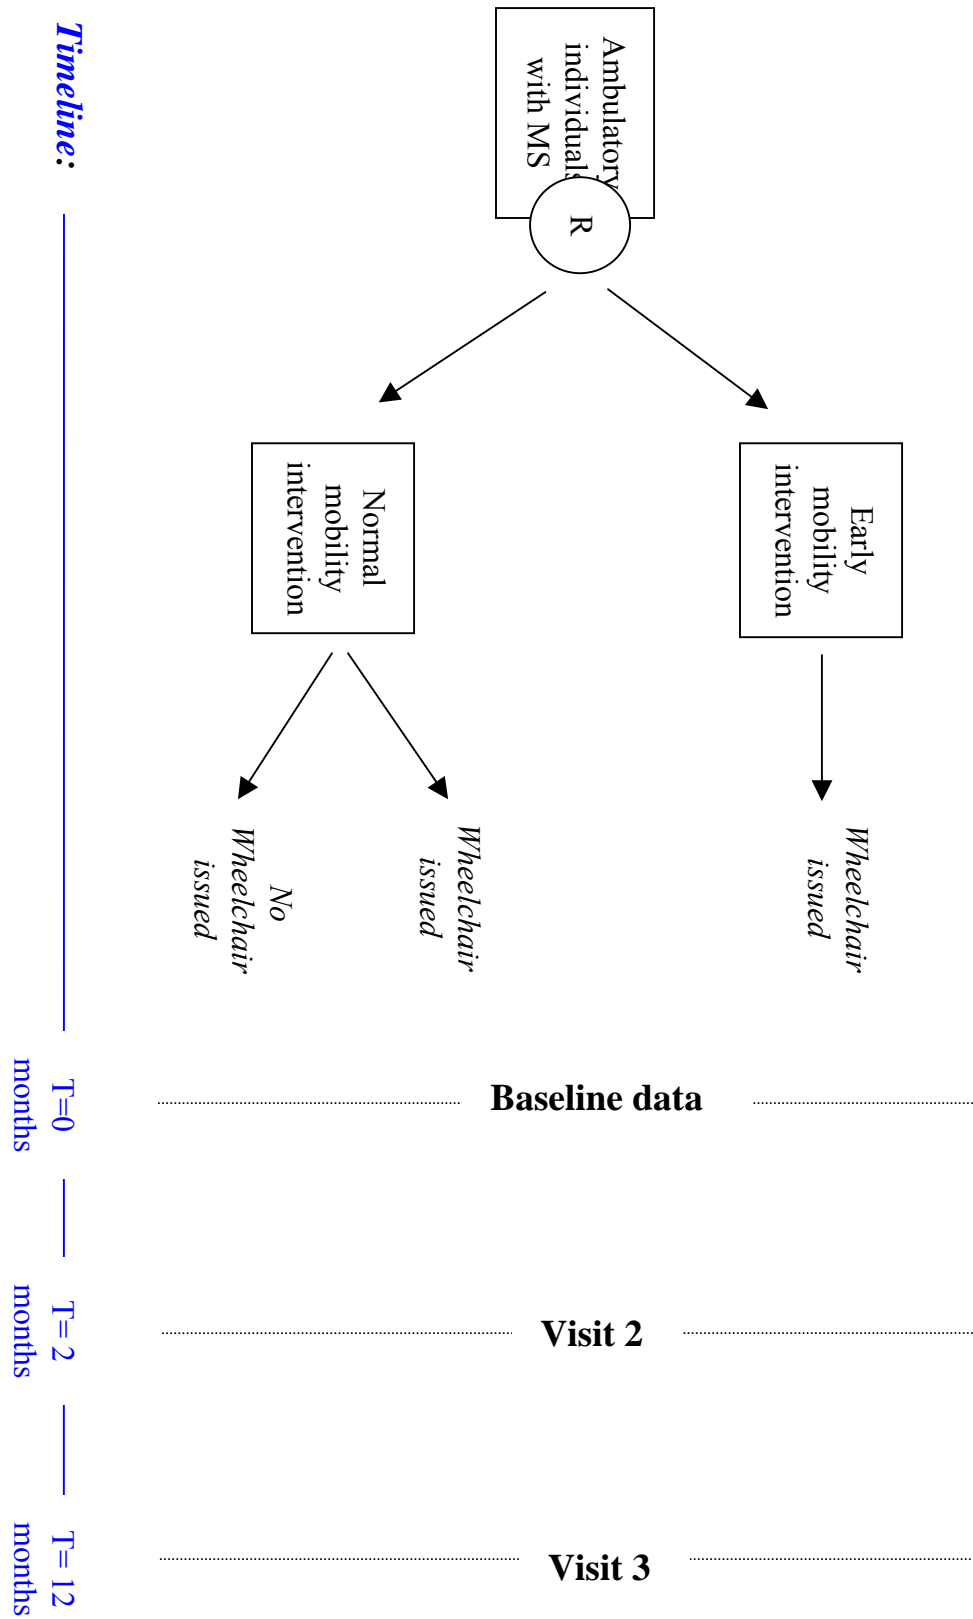 Ambulatory
individuals
with MS
R
Early
mobility
intervention
Normal
mobility
intervention
Wheelchair
issued
Wheelchair
issued
No
Wheelchair
issued
Baseline data
Visit 2
Visit 3
Timeline:
T=0
months
T= 2
months
T= 12
months